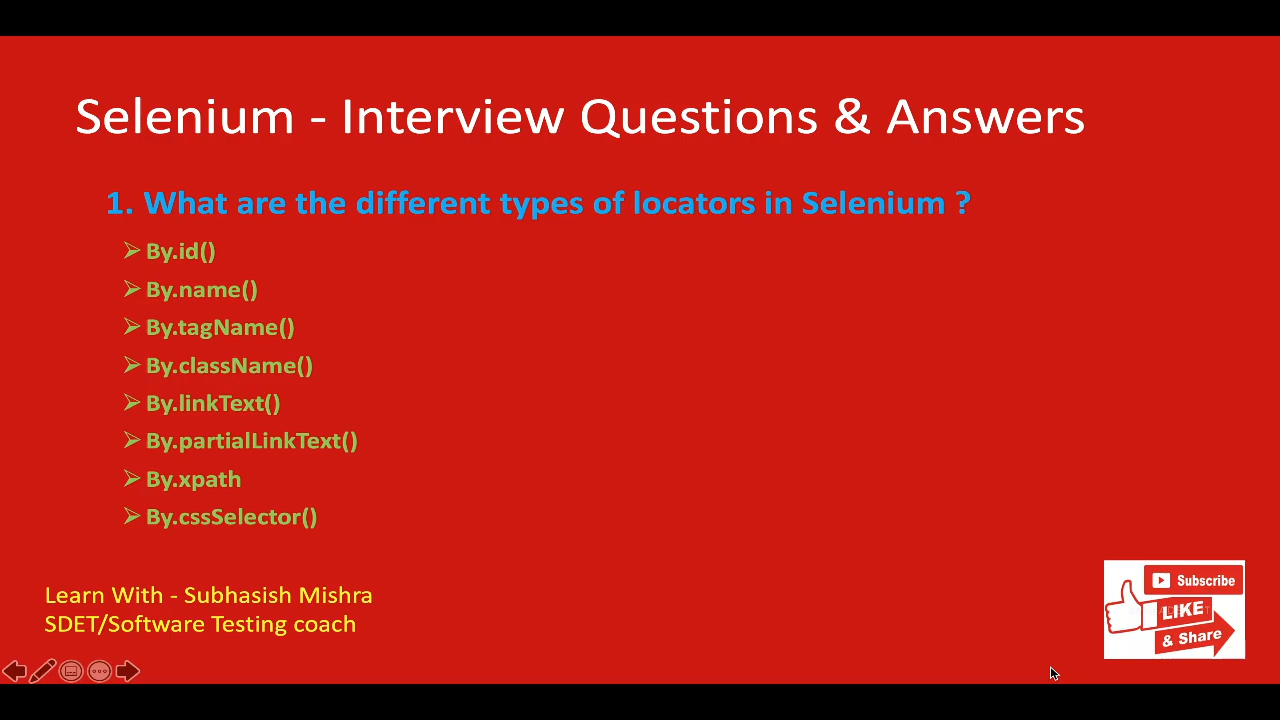 Selenium - Interview Questions & Answers
1. What are the different types of locators in Selenium ?
By.id()
By.name()
By.tagName()
By.className()
By.linkText()
By.partialLinkText()
By.xpath
By.cssSelector()
Learn With - Subhasish Mishra
SDET/Software Testing coach
Subscribe
LIKE
& Share